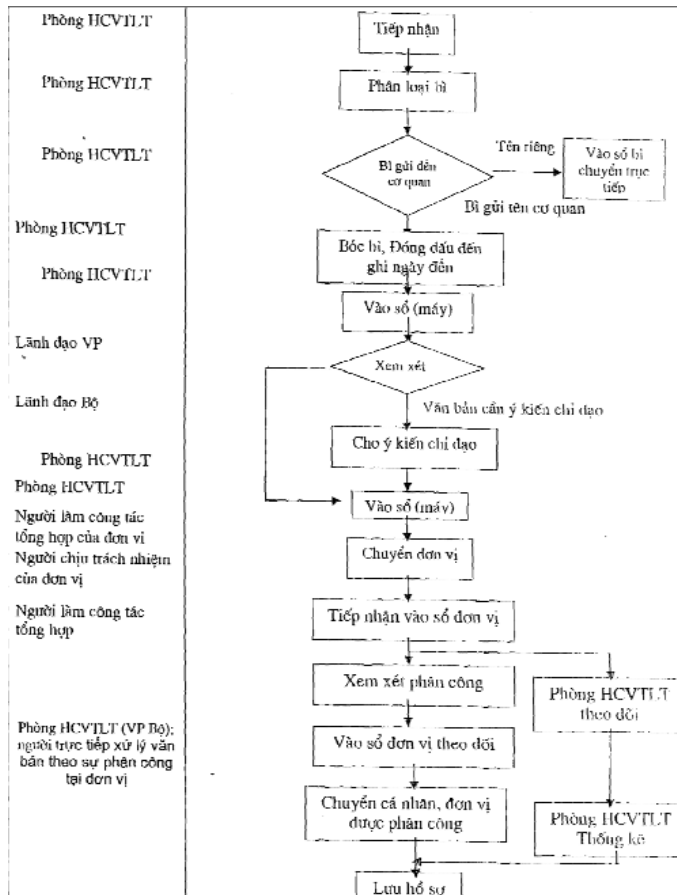 Phòng HCVTLT
Tiếp nhận
Phòng HCVTLT
Phân loại bì
Phòng HCVTLT
Bì gửi đến
cơ quan
Tên riêng
Vào sổ bì
chuyển trực
tiếp
Bì gửi tên cơ quan
Phòng HCVTLT
Bóc bì, Đóng dấu đến
ghi ngày đến
Phòng HCVTLT
Vào sổ (máy)
Lãnh đạo VP
Xem xét
Lãnh đạo Bộ
Văn bản cần ý kiến chỉ đạo
Cho ý kiến chỉ đạo
Phòng HCVTLT
Phòng HCVTLT
Vào sổ (máy)
Người làm công tác
tổng hợp của đơn vị
Người chịu trách nhiệm
của đơn vị
Chuyển đơn vị
Người làm công tác
tổng hợp
Tiếp nhận vào sổ đơn vị
Xem xét phân công
Phòng HCVTLT
theo dõi
Phòng HCVTLT (VP Bộ);
người trực tiếp xử lý văn
bản theo sự phân công
tại đơn vị
Vào sổ đơn vị theo dõi
Chuyển cá nhân, đơn vị
được phân công
Phòng HCVTLT
Thống kê
Lưu hồ sơ